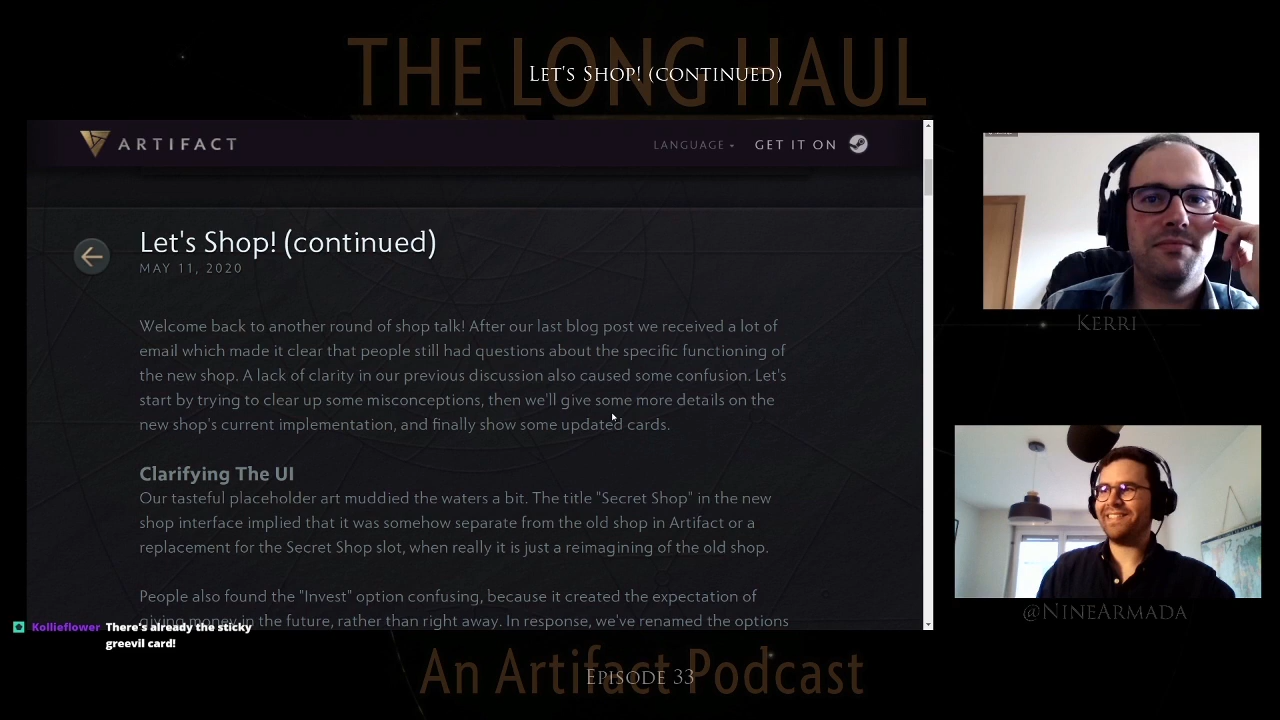 THE LONG HAUL
LET'S SHOP! (CONTINUED)
ARTIFACT
LANGUAGE
GET IT ON
Let's Shop! (continued)
MAY 11, 2020
Welcome back to another round of shop talk! After our last blog post we received a lot of
email which made it clear that people still had questions about the specific functioning of
the new shop. A lack of clarity in our previous discussion also caused some confusion. Let's
start by trying to clear up some misconceptions, then we'll give some more details on the
new shop's current implementation, and finally show some updated cards.
Clarifying The UI
Our tasteful placeholder art muddied the waters a bit. The title "Secret Shop" in the new
shop interface implied that it was somehow separate from the old shop in Artifact or a
replacement for the Secret Shop slot, when really it is just a reimagining of the old shop.
People also found the "Invest" option confusing, because it created the expectation of
giving money in the future, rather than right away. In response, we've renamed the options
KERRI
@NINEARMADA
Kollieflower There's already the sticky
greevil card!
An Artifact Podcast
EPISODE 33